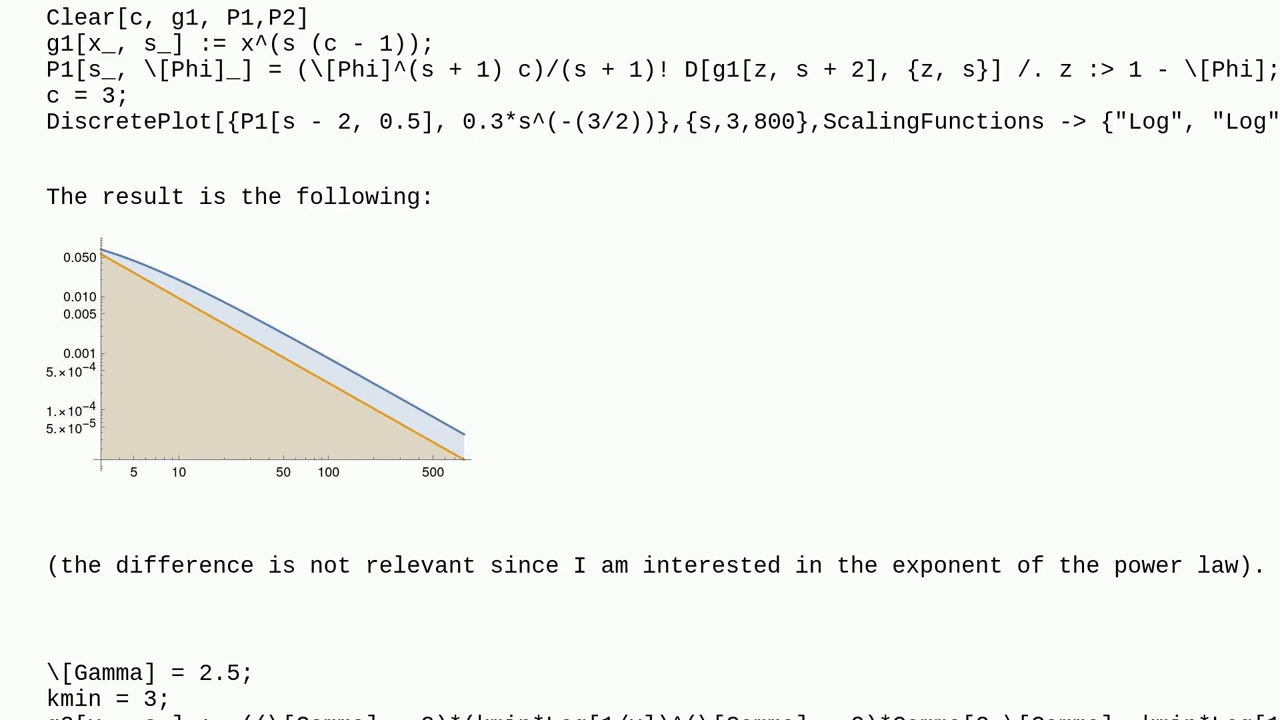 Clear[c, g1, P1,P2]
g1[x_, s_] := x^(s (c - 1));
P1[s_, \[Phi]_] = (\[Phi]^(s + 1) c)/(s + 1)! D[g1[z, s + 2], {z, s}] /. z :> 1 - \[Phi];
c = 3;
DiscretePlot[{P1[s - 2, 0.5], 0.3*s^(-(3/2))},{s,3,800},ScalingFunctions -> {"Log", "Log"
The result is the following:
0.050
0.010
0.005
0.001
5.×10⁻⁴
1.×10⁻⁴
5.×10⁻⁵
5 10 50 100 500
(the difference is not relevant since I am interested in the exponent of the power law).
\[Gamma] = 2.5;
kmin = 3;